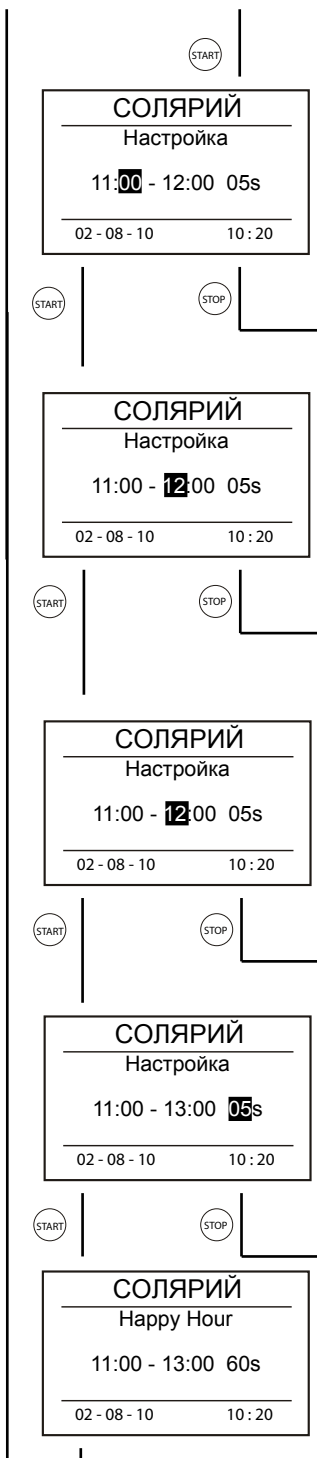 START
СОЛЯРИЙ
Настройка
11:00 - 12:00 05s
02 - 08 - 10 10 : 20
START STOP
СОЛЯРИЙ
Настройка
11:00 - 12:00 05s
02 - 08 - 10 10 : 20
START STOP
СОЛЯРИЙ
Настройка
11:00 - 12:00 05s
02 - 08 - 10 10 : 20
START STOP
СОЛЯРИЙ
Настройка
11:00 - 13:00 05s
02 - 08 - 10 10 : 20
START STOP
СОЛЯРИЙ
Happy Hour
11:00 - 13:00 60s
02 - 08 - 10 10 : 20